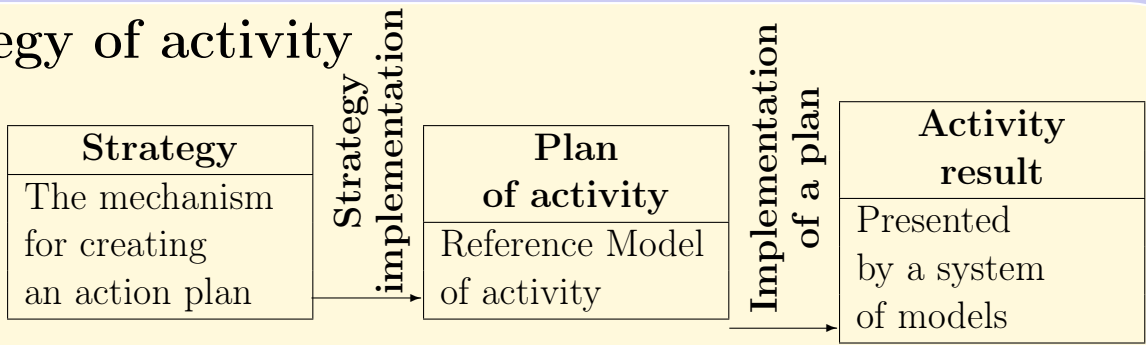 egy of activity
Strategy
The mechanism
for creating
an action plan
Strategy
implementation
Plan
of activity
Reference Model
of activity
Implementation
of a plan
Activity
result
Presented
by a system
of models